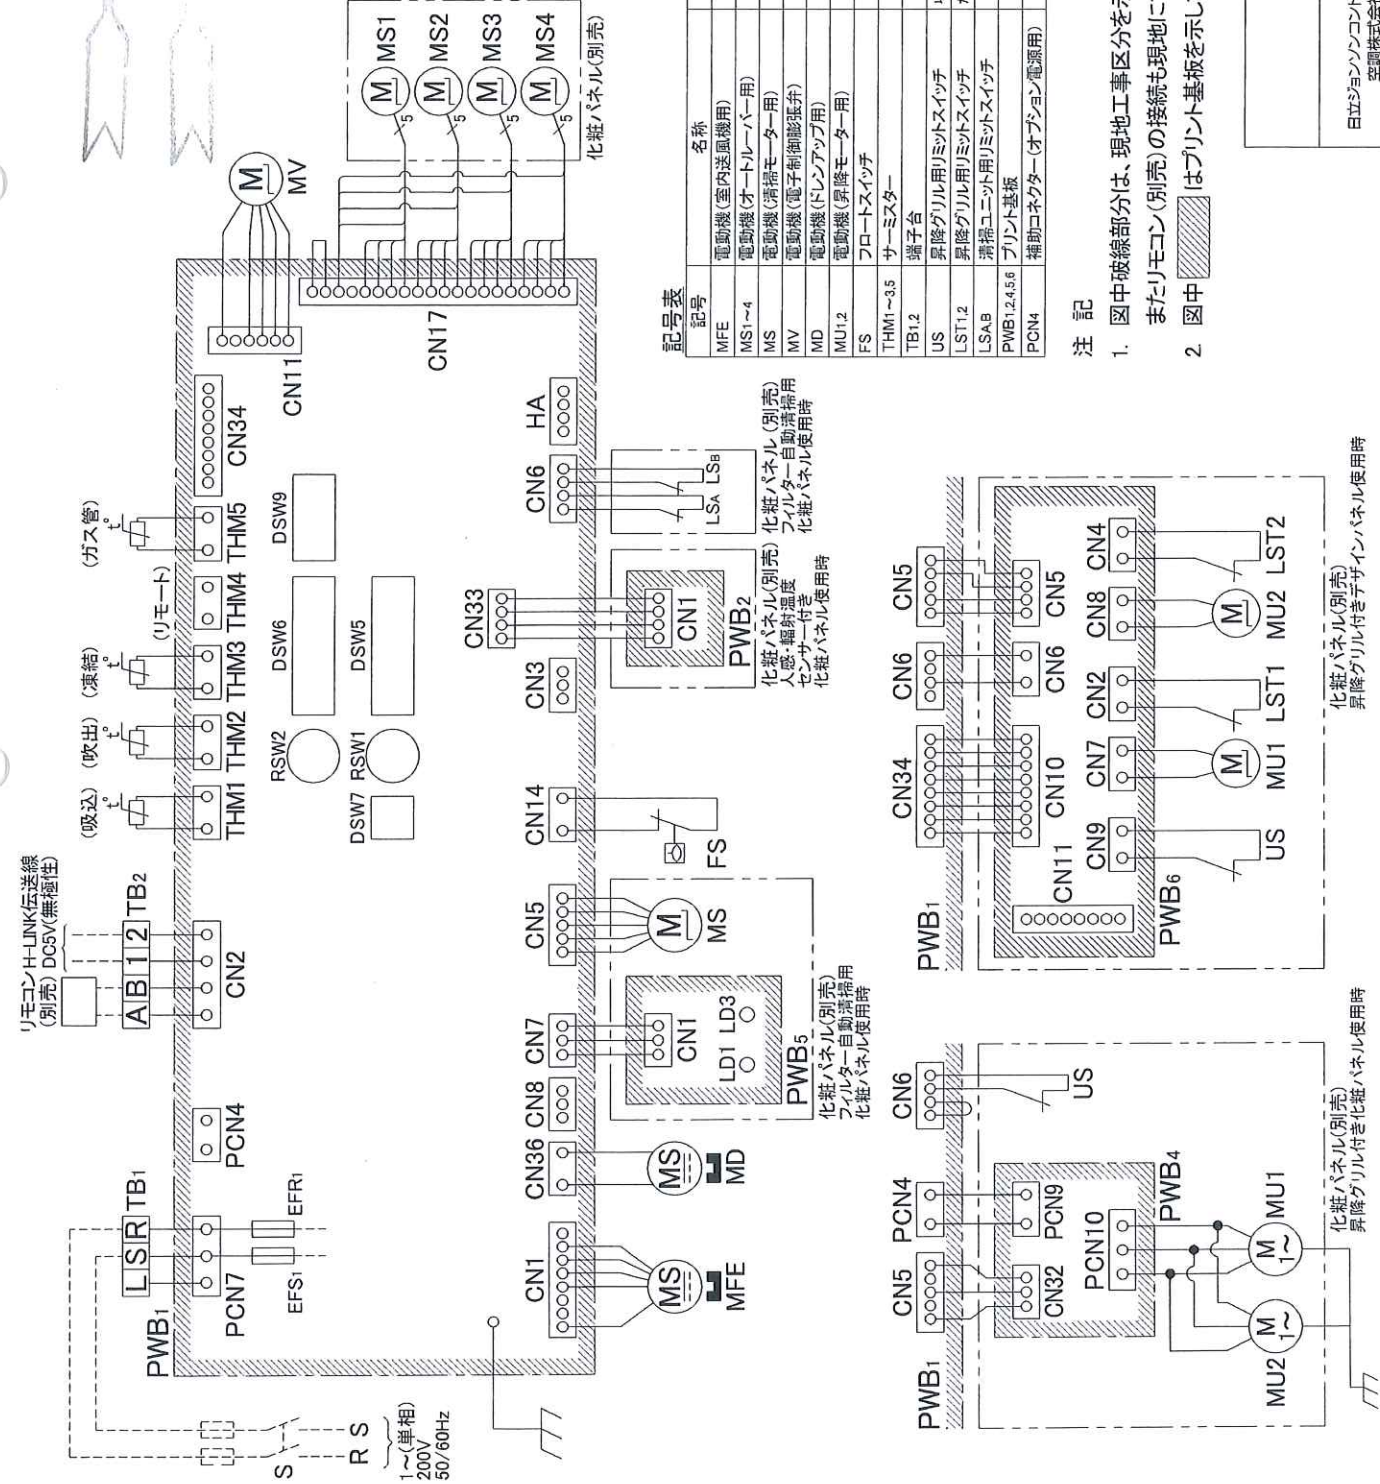 リモコン H-LINK伝送線
(別売) DC5V(無極性)
L S R TB1
A B 1 2 TB2
(吸込)
(吹出)
(凍結)
(リモート)
(ガス管)
t°
t°
t°
t°
PWB1
PCN7
PCN4
CN2
THM1
THM2
THM3
THM4
THM5
CN34
CN11
M
MV
EFS1
EFR1
DSW7
RSW1
RSW2
DSW5
DSW6
DSW9
CN17
M MS1
M MS2
M MS3
M MS4
5
5
5
5
化粧パネル(別売)
S
R S
1~(単相)
200V
50/60Hz
CN1
CN36
CN8
CN7
CN5
CN14
CN3
CN33
CN6
HA
MS
MFE
MS
MD
CN1
LD1 LD3
PWB5
化粧パネル(別売)
フィルター自動清掃用
化粧パネル使用時
M
MS
FS
CN1
PWB2
化粧パネル(別売)
人感・輻射温度
センサー付き
化粧パネル使用時
LSA LSB
化粧パネル(別売)
フィルター自動清掃用
化粧パネル使用時
PWB1
CN5
PCN4
CN6
CN32
PCN9
PCN10
PWB4
US
M 1~
MU2
M 1~
MU1
化粧パネル(別売)
昇降グリル付き化粧パネル使用時
PWB1
CN34
CN6
CN5
CN11
CN10
CN6
CN5
CN9
CN7
CN2
CN8
CN4
PWB6
US
M
MU1
LST1
M
MU2
LST2
化粧パネル(別売)
昇降グリル付きデザインパネル使用時
記号表
記号 名称
MFE 電動機(室内送風機用)
MS1~4 電動機(オートルーバー用)
MS 電動機(清掃モーター用)
MV 電動機(電子制御膨張弁)
MD 電動機(ドレンアップ用)
MU1,2 電動機(昇降モーター用)
FS フロートスイッチ
THM1~3,5 サーミスター
TB1,2 端子台
US 昇降グリル用リミットスイッチ
LST1,2 昇降グリル用リミットスイッチ
LSA,B 清掃ユニット用リミットスイッチ
PWB1,2,4,5,6 プリント基板
PCN4 補助コネクター(オプション電源用)
注 記
1. 図中破線部分は、現地工事区分を
またリモコン(別売)の接続も現地に
2. 図中 はプリント基板を示し
日立ジョンソンコント
空調株式会社